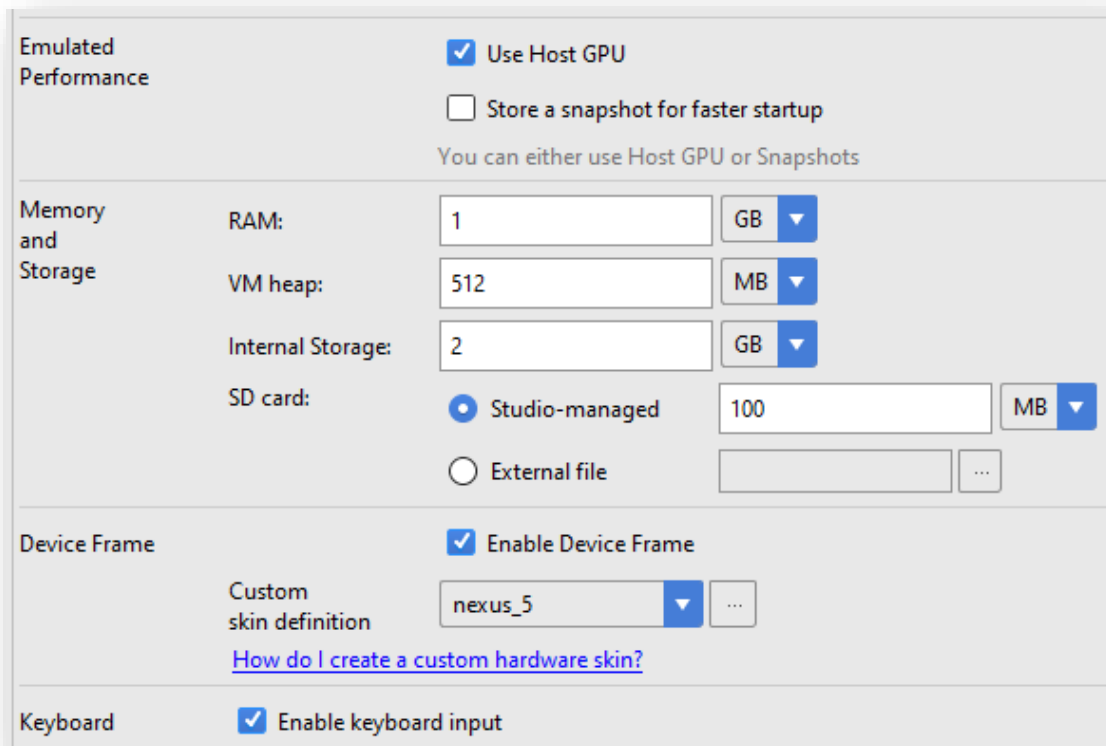 Emulated
Performance
Use Host GPU
Store a snapshot for faster startup
You can either use Host GPU or Snapshots
Memory
and
Storage
RAM: 1 GB
VM heap: 512 MB
Internal Storage: 2 GB
SD card: Studio-managed 100 MB
External file ...
Device Frame Enable Device Frame
Custom
skin definition
nexus_5 ...
How do I create a custom hardware skin?
Keyboard Enable keyboard input